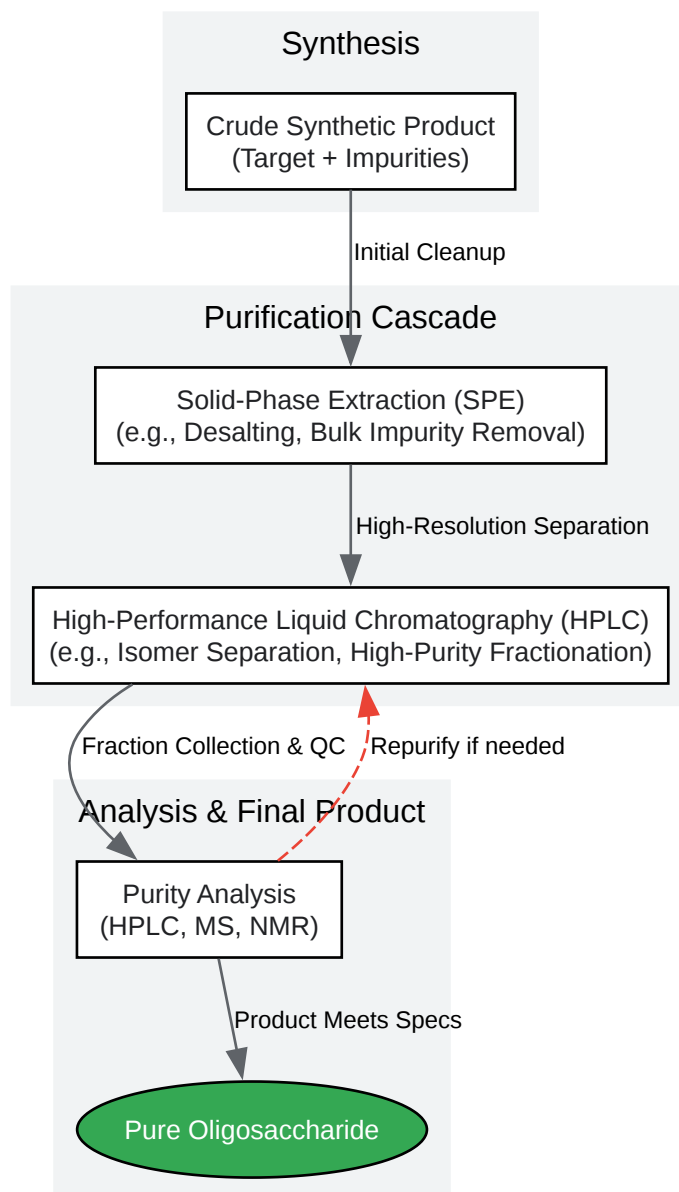 Synthesis
Crude Synthetic Product
(Target + Impurities)
Initial Cleanup
Purification Cascade
Solid-Phase Extraction (SPE)
(e.g., Desalting, Bulk Impurity Removal)
High-Resolution Separation
High-Performance Liquid Chromatography (HPLC)
(e.g., Isomer Separation, High-Purity Fractionation)
Fraction Collection & QC
Repurify if needed
Analysis & Final Product
Purity Analysis
(HPLC, MS, NMR)
Product Meets Specs
Pure Oligosaccharide